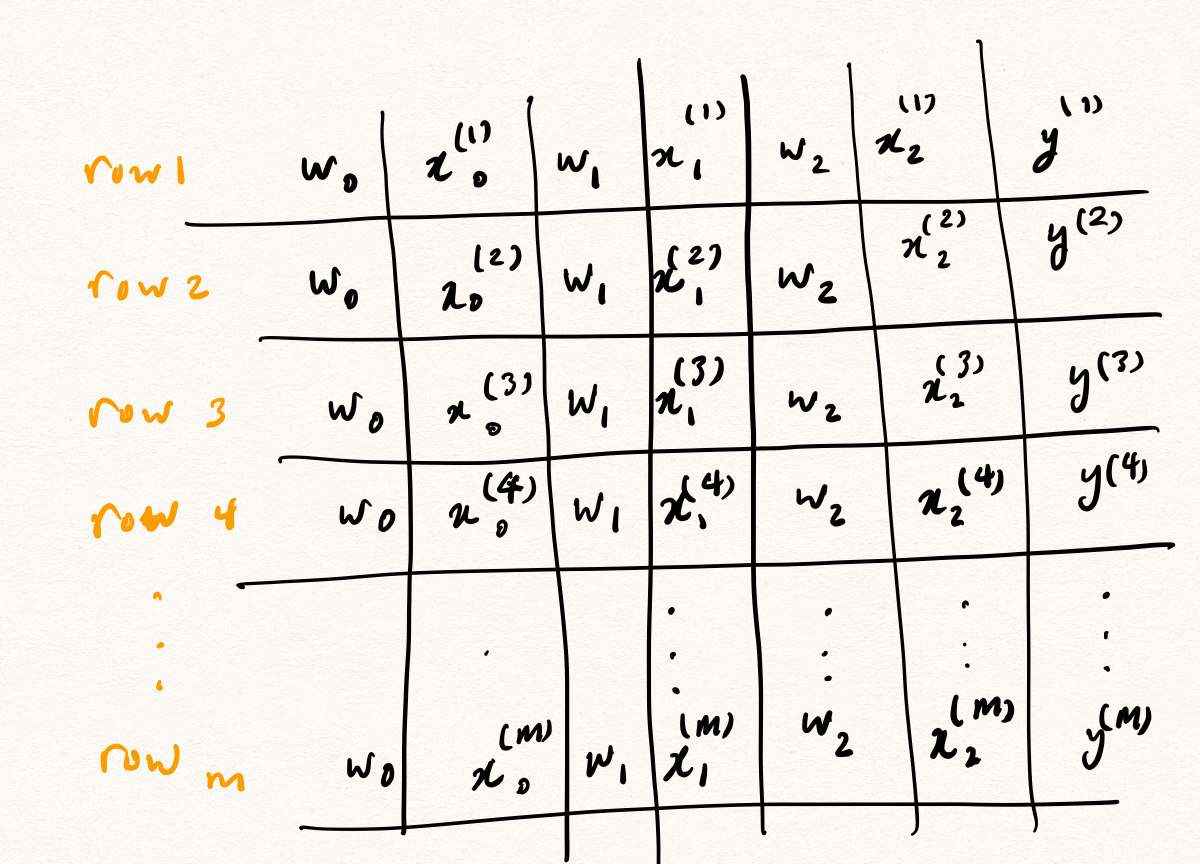 row 1 w₀ x₀⁽¹⁾ w₁ x₁⁽¹⁾ w₂ x₂⁽¹⁾ y⁽¹⁾
row 2 w₀ x₀⁽²⁾ w₁ x₁⁽²⁾ w₂ x₂⁽²⁾ y⁽²⁾
row 3 w₀ x₀⁽³⁾ w₁ x₁⁽³⁾ w₂ x₂⁽³⁾ y⁽³⁾
row 4 w₀ x₀⁽⁴⁾ w₁ x₁⁽⁴⁾ w₂ x₂⁽⁴⁾ y⁽⁴⁾
⋮ . ⋮ ⋮ ⋮ ⋮
row m w₀ x₀⁽ᵐ⁾ w₁ x₁⁽ᵐ⁾ w₂ x₂⁽ᵐ⁾ y⁽ᵐ⁾